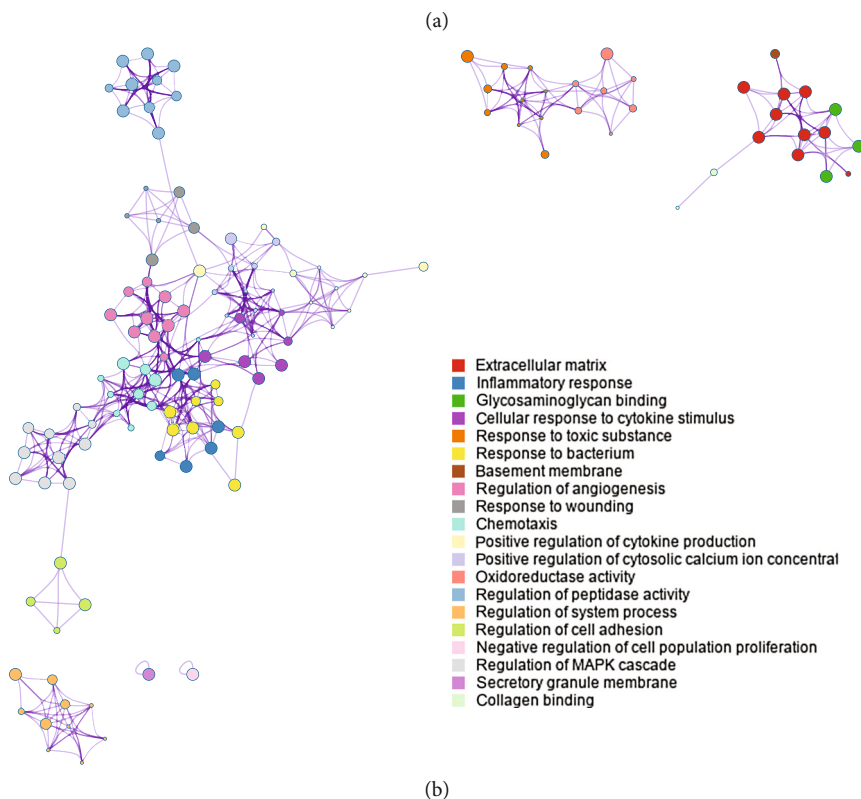 (a)
Extracellular matrix
Inflammatory response
Glycosaminoglycan binding
Cellular response to cytokine stimulus
Response to toxic substance
Response to bacterium
Basement membrane
Regulation of angiogenesis
Response to wounding
Chemotaxis
Positive regulation of cytokine production
Positive regulation of cytosolic calcium ion concentrat
Oxidoreductase activity
Regulation of peptidase activity
Regulation of system process
Regulation of cell adhesion
Negative regulation of cell population proliferation
Regulation of MAPK cascade
Secretory granule membrane
Collagen binding
(b)